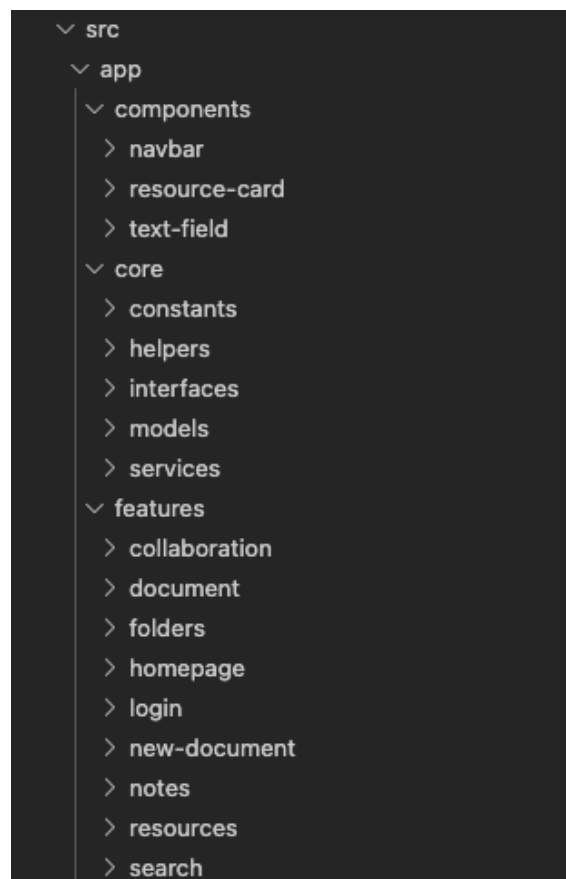 src
app
components
navbar
resource-card
text-field
core
constants
helpers
interfaces
models
services
features
collaboration
document
folders
homepage
login
new-document
notes
resources
search